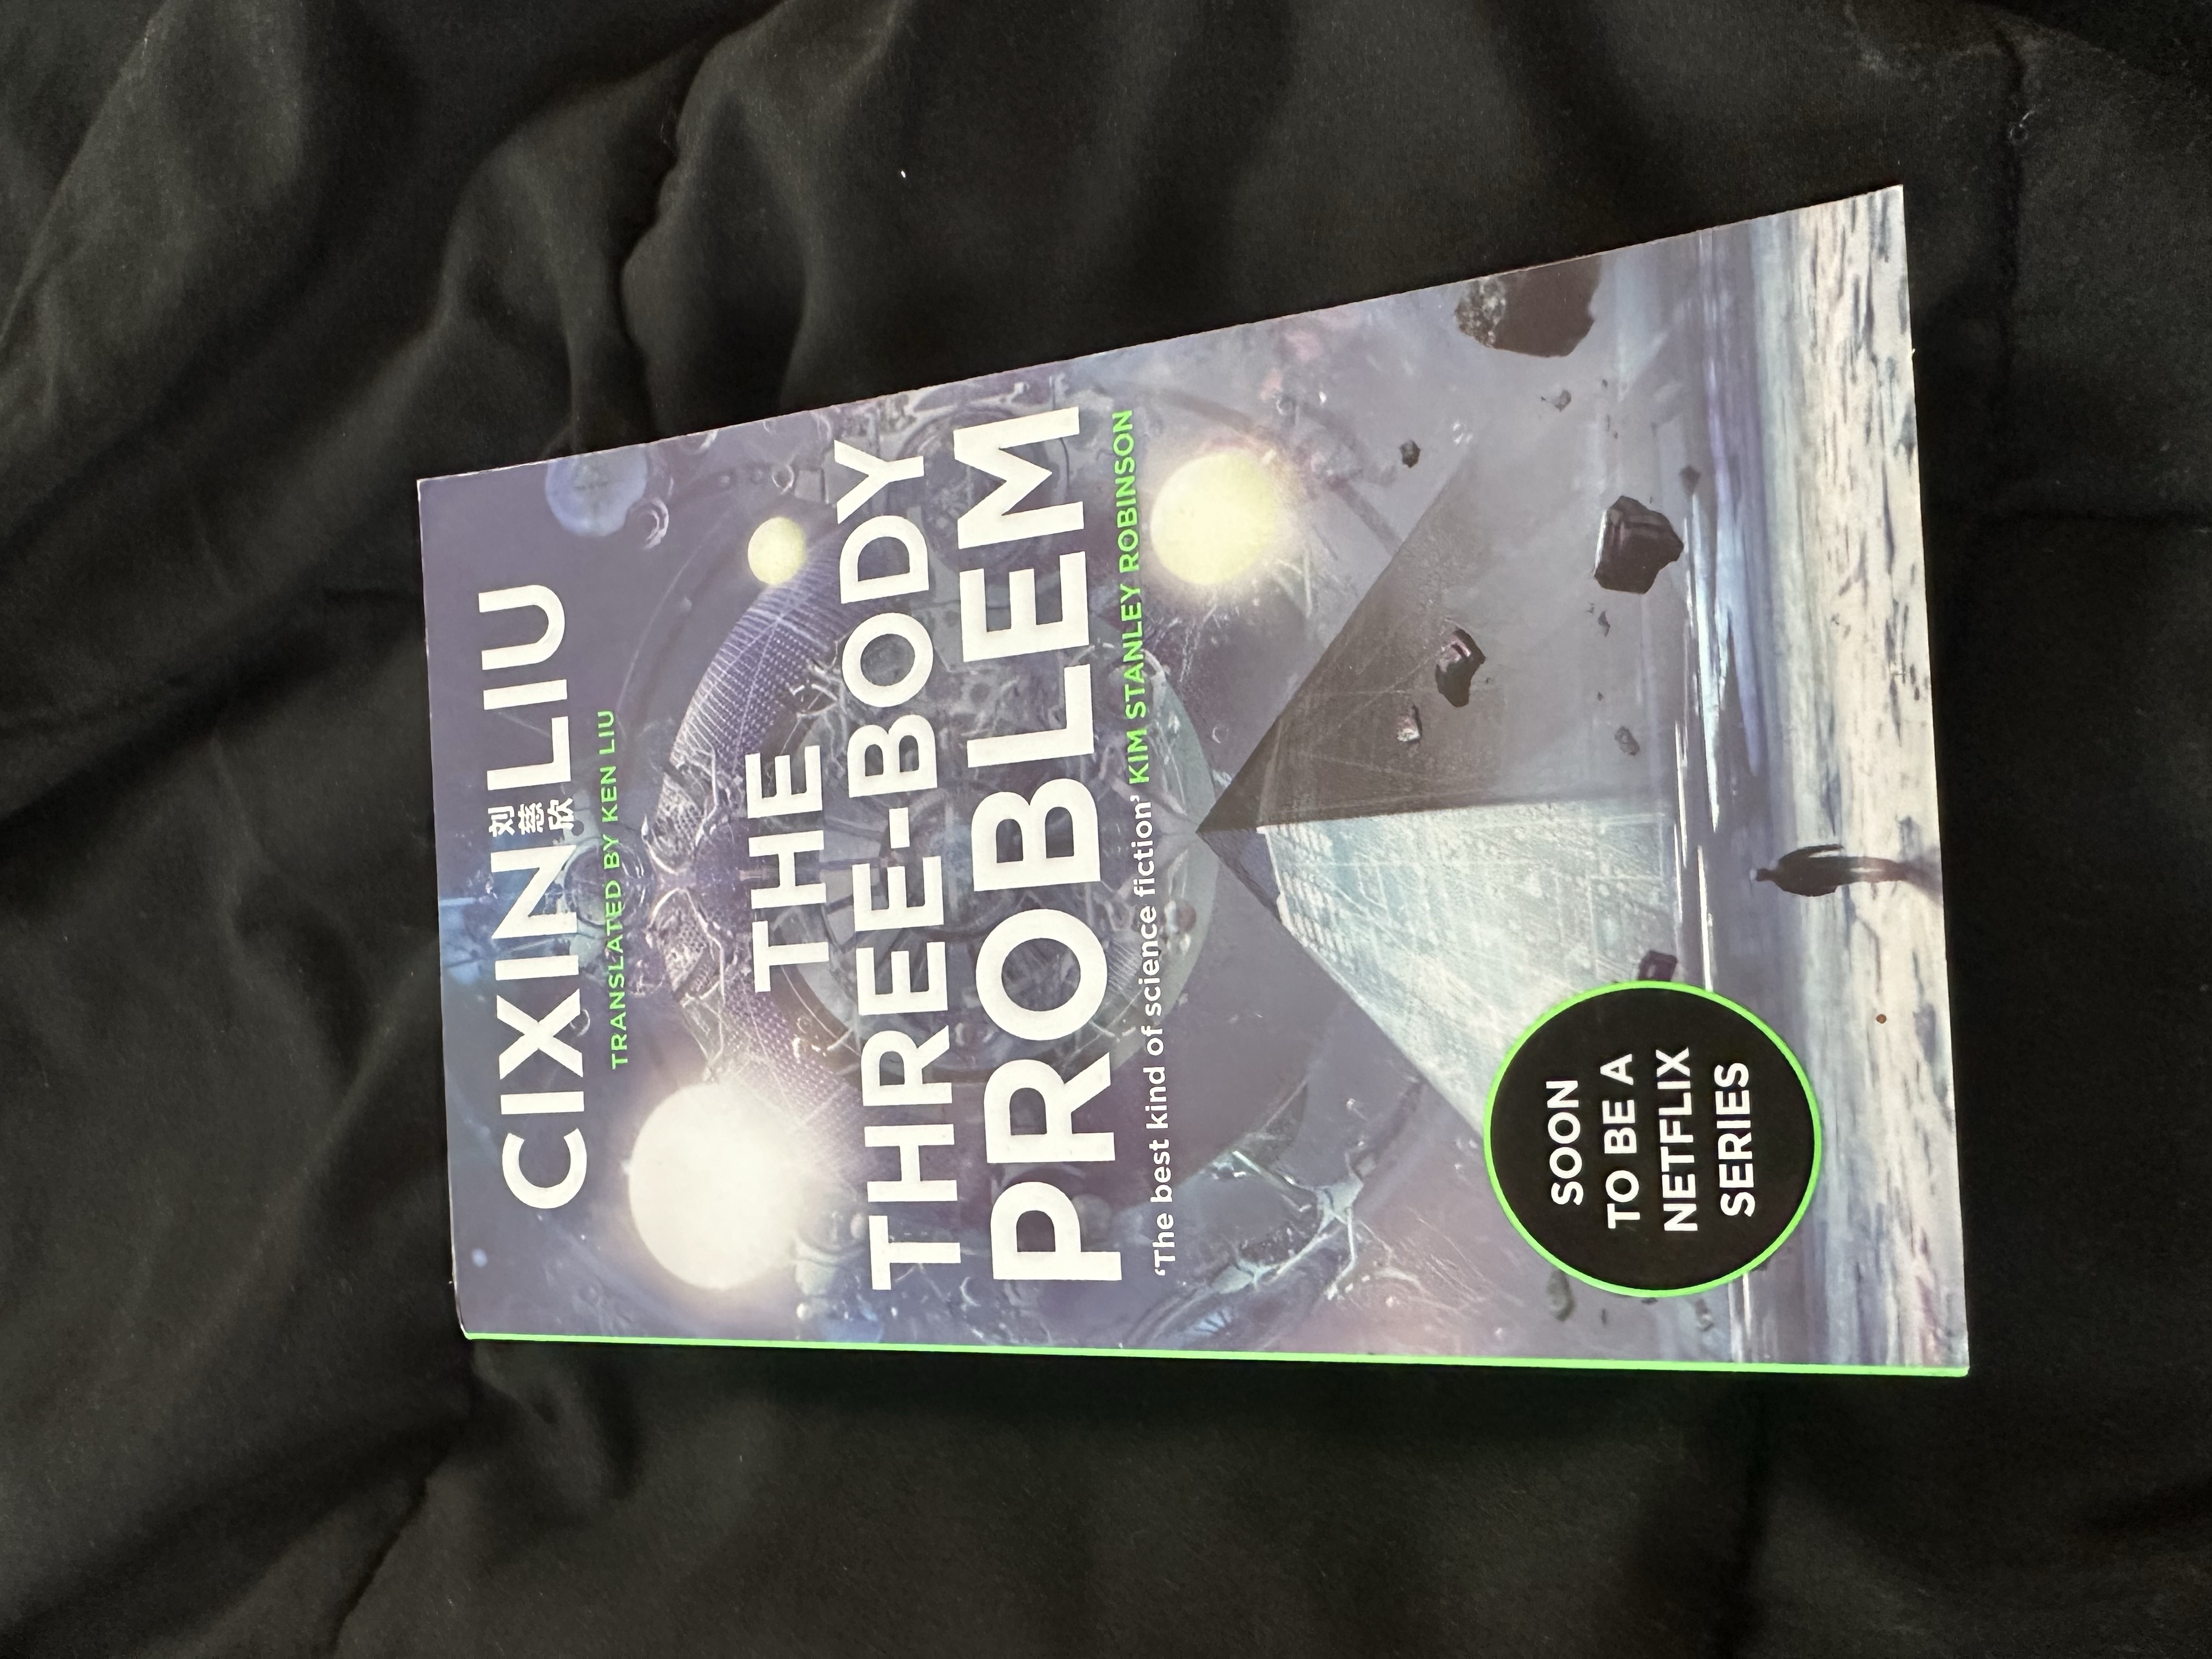 CIXIN 刘慈欣 LIU
TRANSLATED BY KEN LIU
THE
THREE-BODY
PROBLEM
‘The best kind of science fiction’ KIM STANLEY ROBINSON
SOON
TO BE A
NETFLIX
SERIES